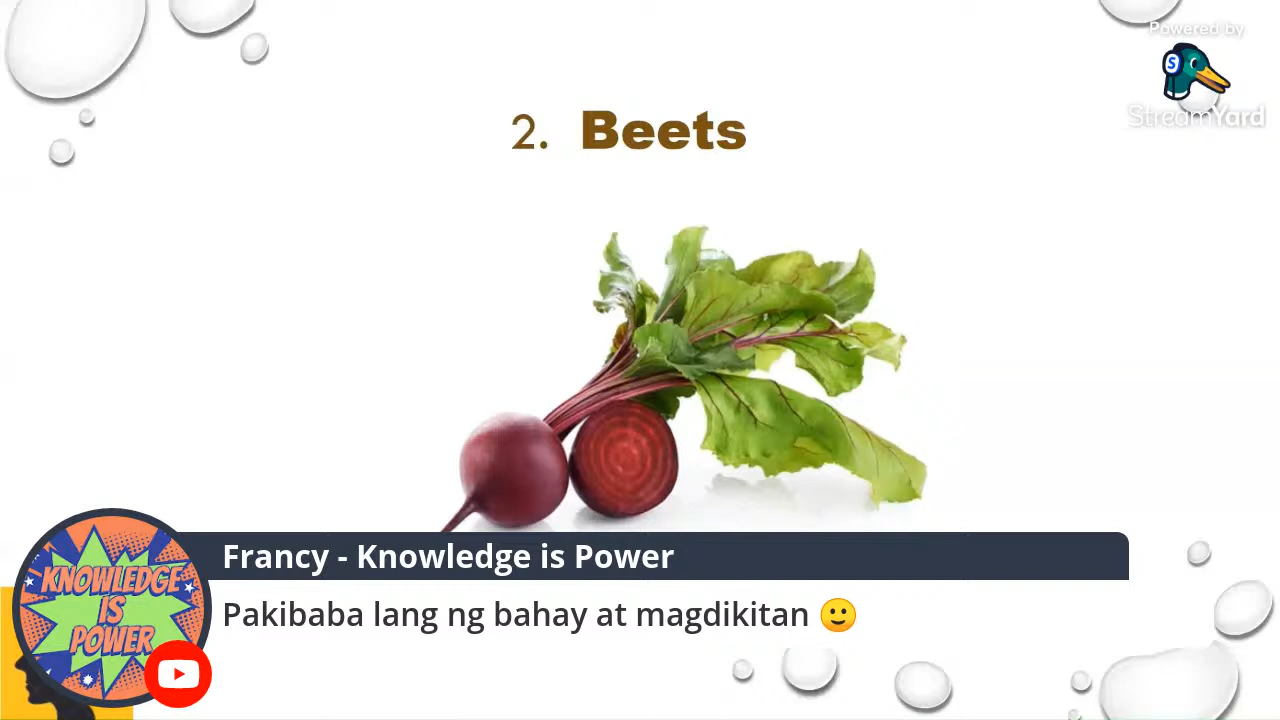 Powered by
StreamYard
2. Beets
Francy - Knowledge is Power
Pakibaba lang ng bahay at magdikitan 🙂
KNOWLEDGE
IS
POWER
S